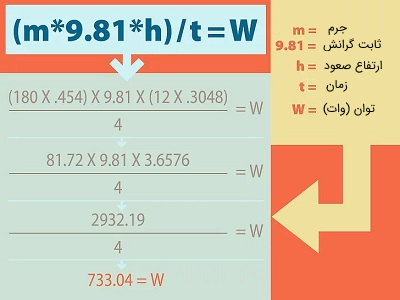 (m*9.81*h)/t=W
m = جرم
9.81 = ثابت گرانش
h = ارتفاع صعود
t = زمان
W = توان (وات)
(180 X .454) X 9.81 X (12 X .3048)
= W
4
81.72 X 9.81 X 3.6576
= W
4
2932.19
= W
4
733.04 = W